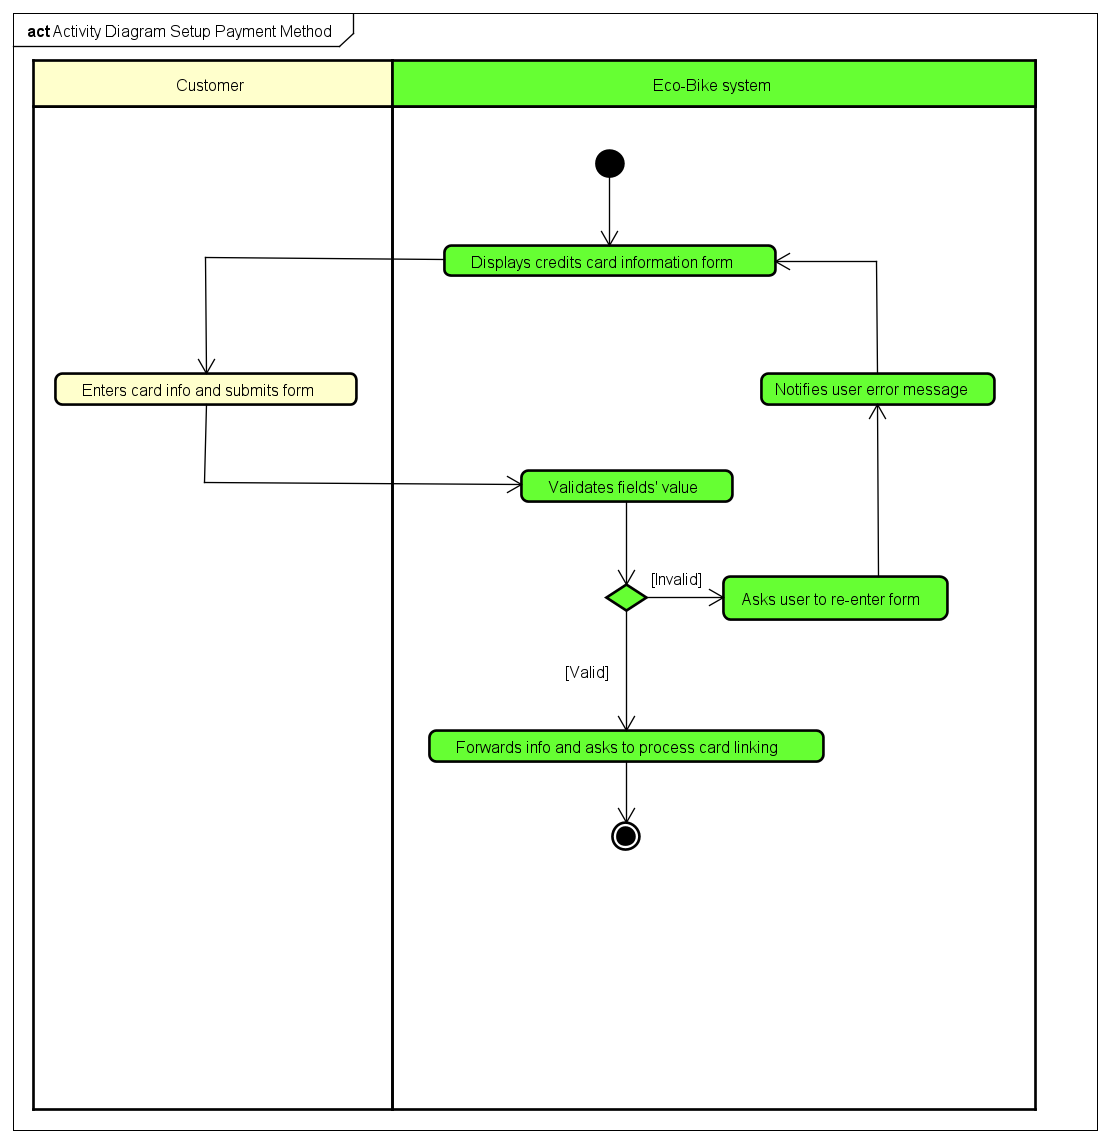 act Activity Diagram Setup Payment Method
Customer
Eco-Bike system
Displays credits card information form
Enters card info and submits form
Notifies user error message
Validates fields' value
[Invalid]
Asks user to re-enter form
[Valid]
Forwards info and asks to process card linking